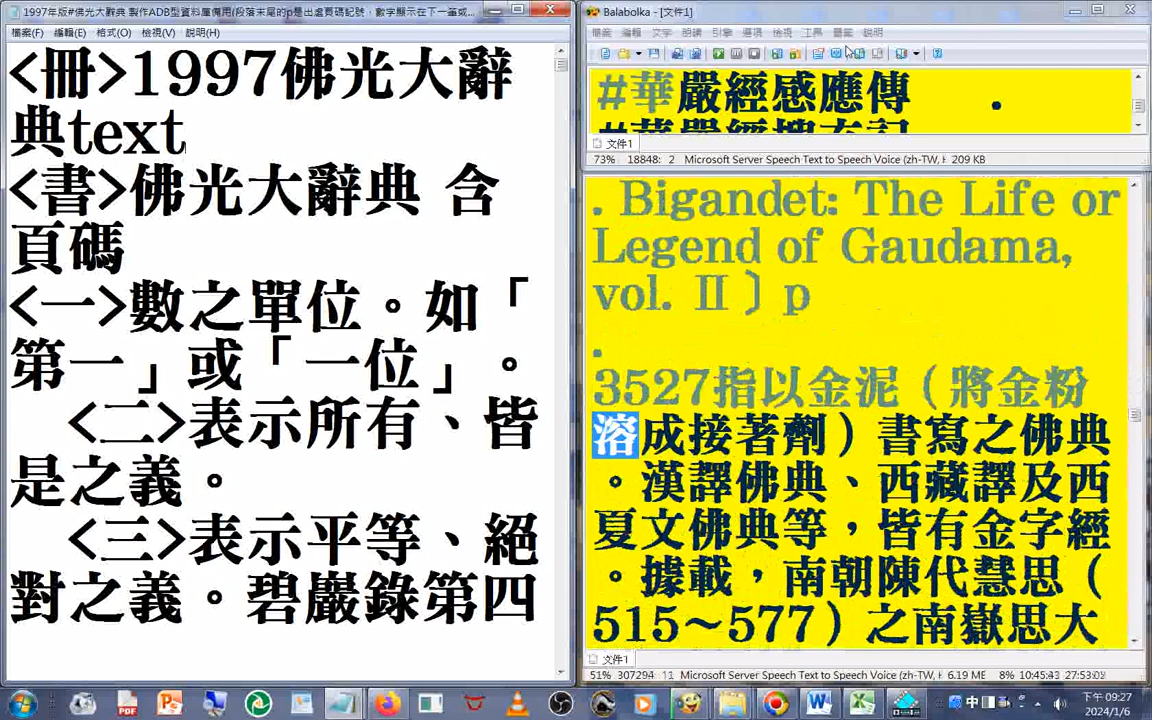 1997年版#佛光大辭典 製作ADB型資料庫備用(段落末尾的p是出處頁碼記號，數字顯示在下一筆或...
檔案(F) 編輯(E) 格式(O) 檢視(V) 說明(H)
<冊>1997佛光大辭
典text
<書>佛光大辭典 含
頁碼
<一>數之單位。如「
第一」或「一位」。
<二>表示所有、皆
是之義。
<三>表示平等、絕
對之義。碧巖錄第四
Balabolka - [文件1]
檔案 編輯 文字 朗讀 引擎 選項 檢視 工具 視窗 說明
#華嚴經感應傳 .
#華嚴經搜玄記
文件1
73% 18848: 2 Microsoft Server Speech Text to Speech Voice (zh-TW, H 209 KB
. Bigandet: The Life or
Legend of Gaudama,
vol. Ⅱ〕p
.
3527指以金泥（將金粉
溶成接著劑）書寫之佛典
。漢譯佛典、西藏譯及西
夏文佛典等，皆有金字經
。據載，南朝陳代慧思（
515～577）之南嶽思大
文件1
51% 307294: 11 Microsoft Server Speech Text to Speech Voice (zh-TW, H 6.19 MB 8% 10:45:43 27:53:03
PDF
中
下午 09:27
2024/1/6